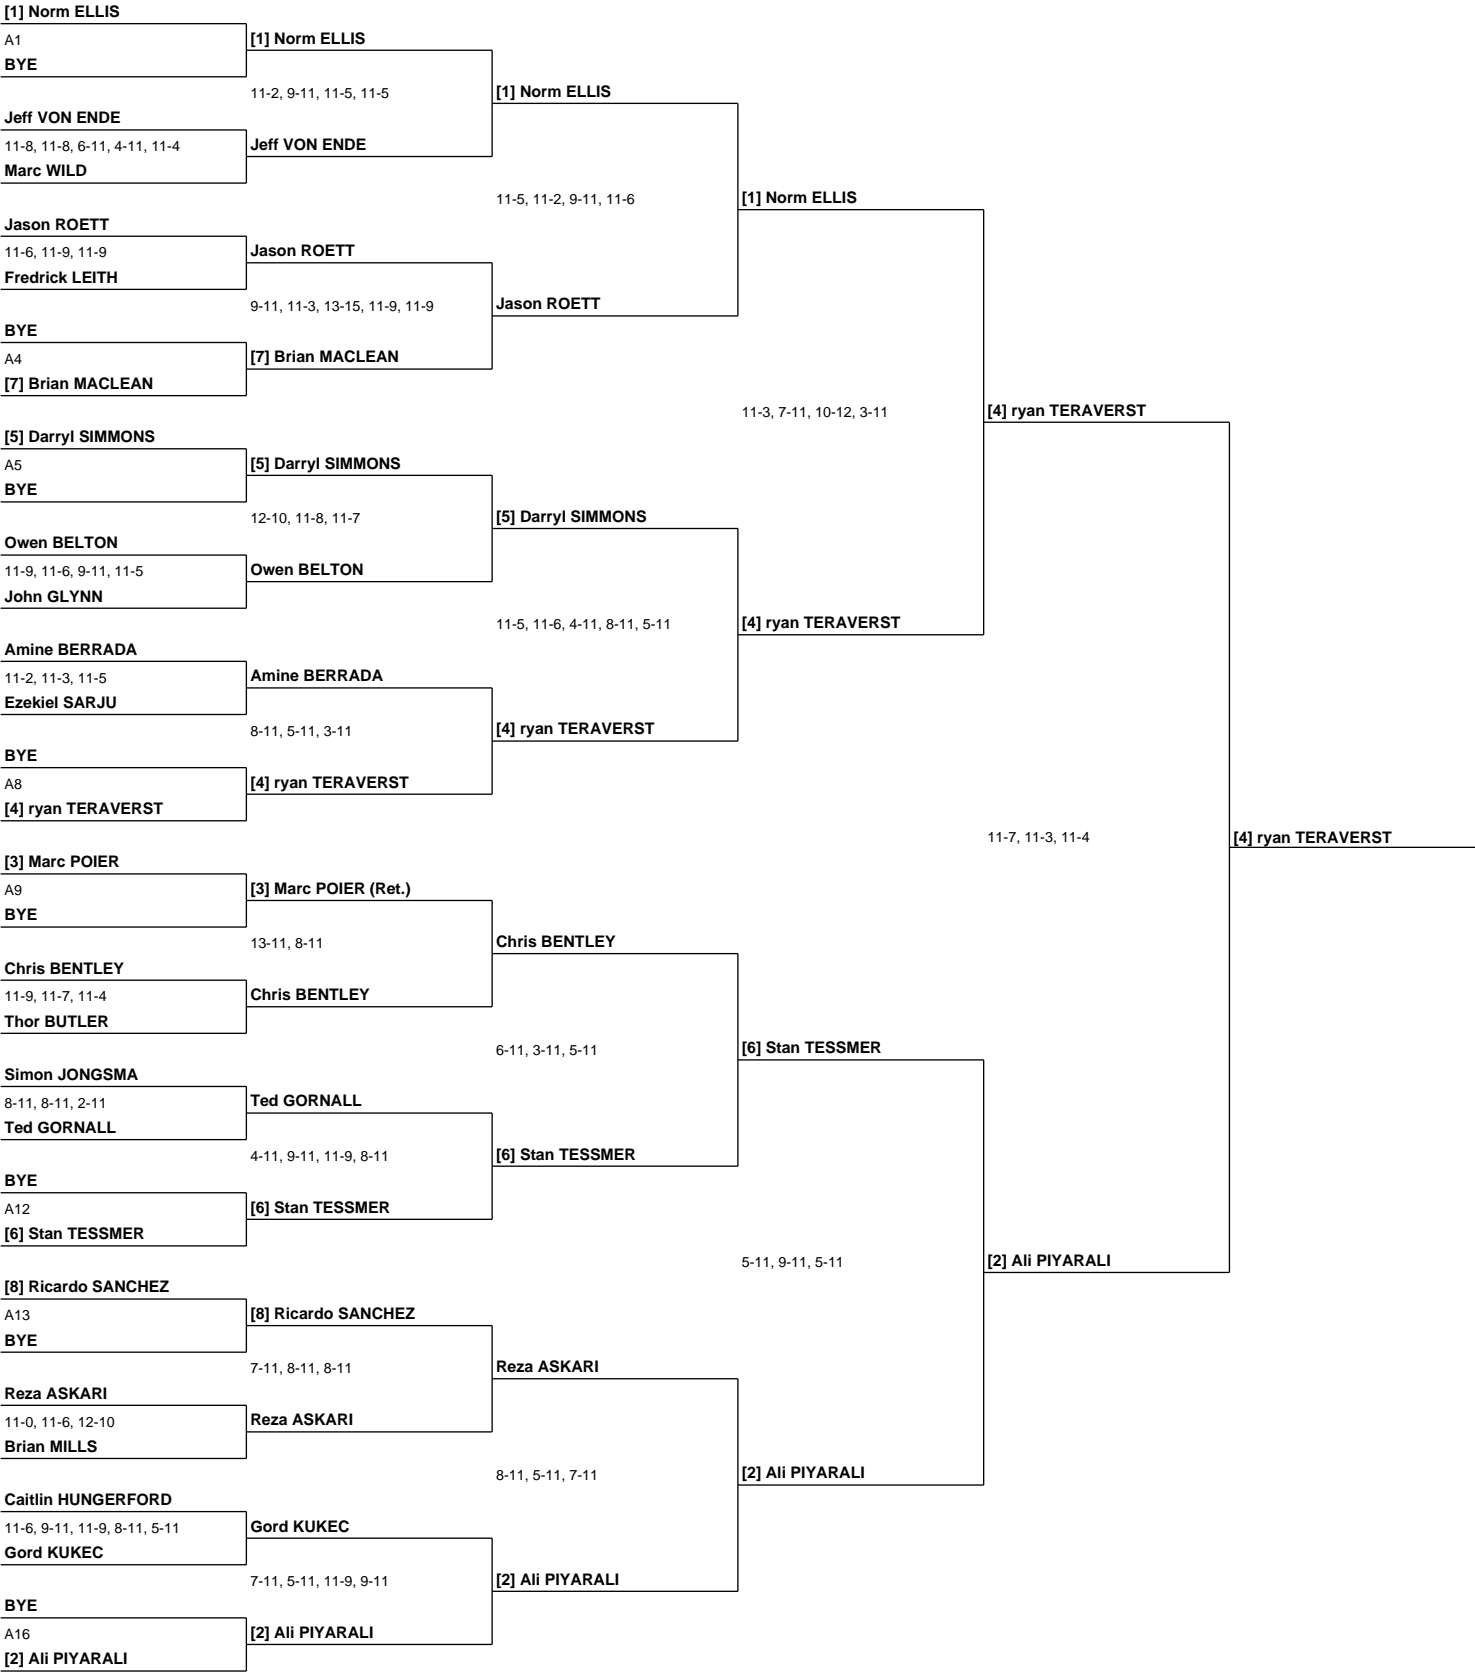 [1] Norm ELLIS
A1
BYE
Jeff VON ENDE
11-8, 11-8, 6-11, 4-11, 11-4
Marc WILD
Jason ROETT
11-6, 11-9, 11-9
Fredrick LEITH
BYE
A4
[7] Brian MACLEAN
[5] Darryl SIMMONS
A5
BYE
Owen BELTON
11-9, 11-6, 9-11, 11-5
John GLYNN
Amine BERRADA
11-2, 11-3, 11-5
Ezekiel SARJU
BYE
A8
[4] ryan TERAVERST
[3] Marc POIER
A9
BYE
Chris BENTLEY
11-9, 11-7, 11-4
Thor BUTLER
Simon JONGSMA
8-11, 8-11, 2-11
Ted GORNALL
BYE
A12
[6] Stan TESSMER
[8] Ricardo SANCHEZ
A13
BYE
Reza ASKARI
11-0, 11-6, 12-10
Brian MILLS
Caitlin HUNGERFORD
11-6, 9-11, 11-9, 8-11, 5-11
Gord KUKEC
BYE
A16
[2] Ali PIYARALI
[1] Norm ELLIS
11-2, 9-11, 11-5, 11-5
Jeff VON ENDE
Jason ROETT
9-11, 11-3, 13-15, 11-9, 11-9
[7] Brian MACLEAN
[5] Darryl SIMMONS
12-10, 11-8, 11-7
Owen BELTON
Amine BERRADA
8-11, 5-11, 3-11
[4] ryan TERAVERST
[3] Marc POIER (Ret.)
13-11, 8-11
Chris BENTLEY
Ted GORNALL
4-11, 9-11, 11-9, 8-11
[6] Stan TESSMER
[8] Ricardo SANCHEZ
7-11, 8-11, 8-11
Reza ASKARI
Gord KUKEC
7-11, 5-11, 11-9, 9-11
[2] Ali PIYARALI
[1] Norm ELLIS
11-5, 11-2, 9-11, 11-6
Jason ROETT
[5] Darryl SIMMONS
11-5, 11-6, 4-11, 8-11, 5-11
[4] ryan TERAVERST
Chris BENTLEY
6-11, 3-11, 5-11
[6] Stan TESSMER
Reza ASKARI
8-11, 5-11, 7-11
[2] Ali PIYARALI
[1] Norm ELLIS
11-3, 7-11, 10-12, 3-11
[4] ryan TERAVERST
[6] Stan TESSMER
5-11, 9-11, 5-11
[2] Ali PIYARALI
[4] ryan TERAVERST
11-7, 11-3, 11-4
[2] Ali PIYARALI
[4] ryan TERAVERST